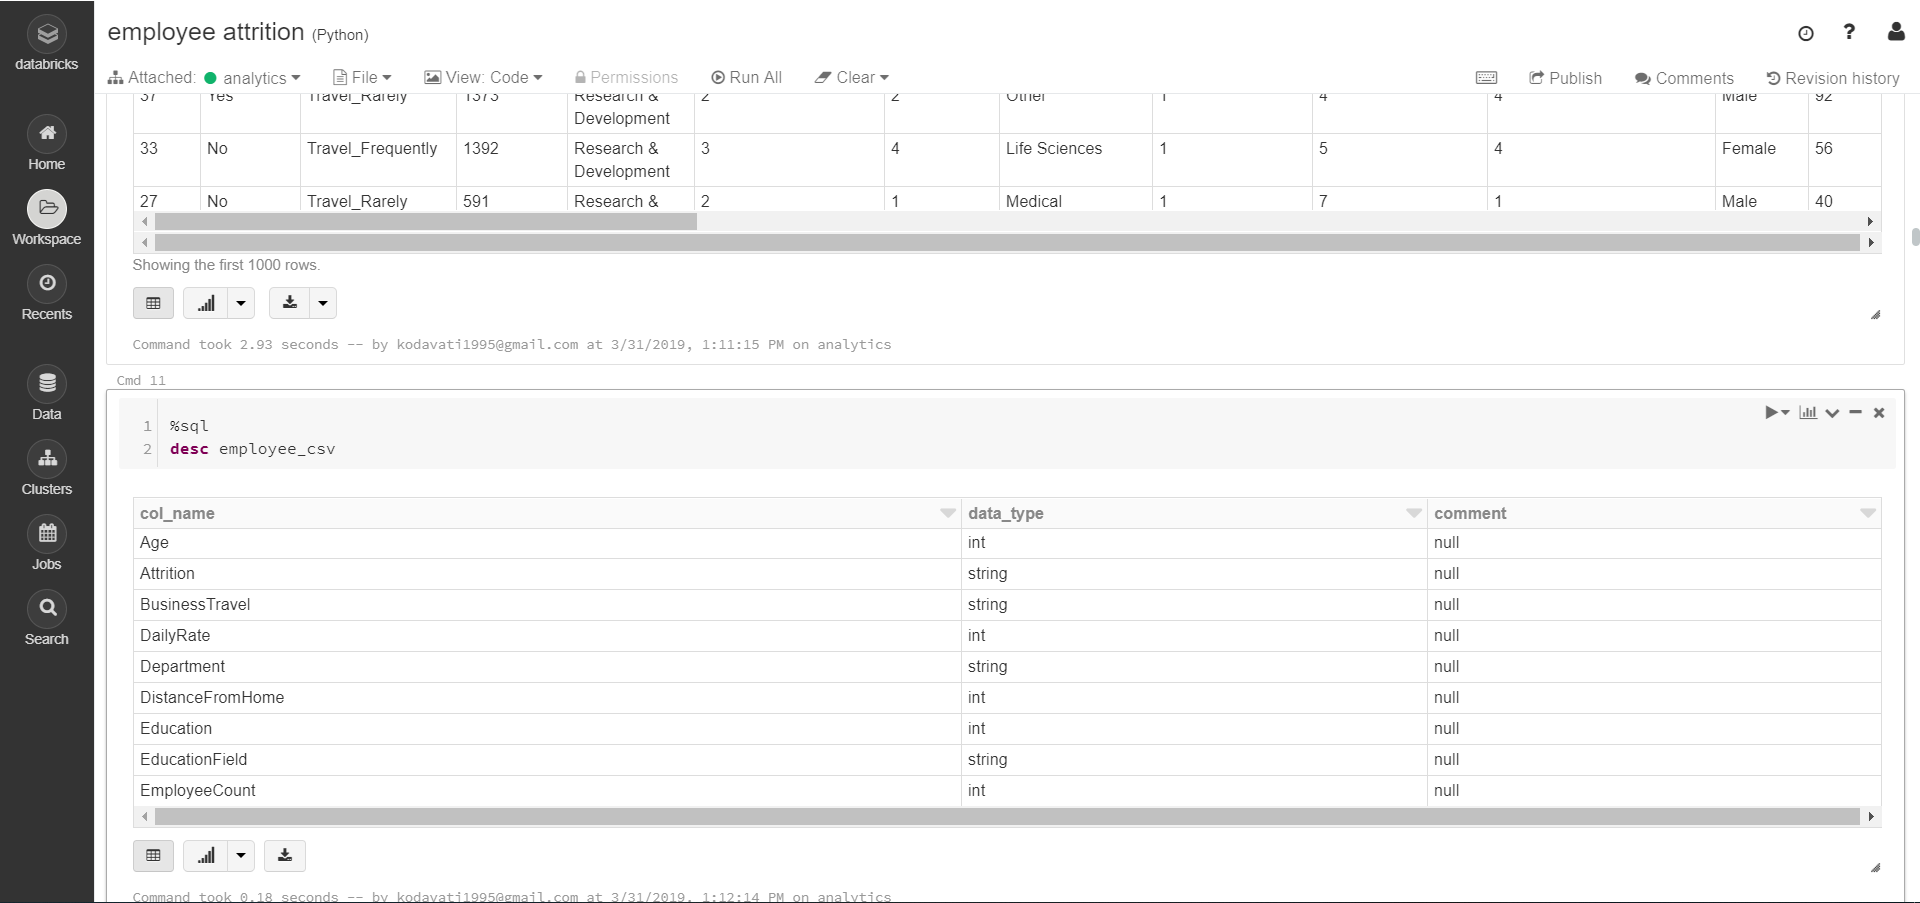 databricks
Home
Workspace
Recents
Data
Clusters
Jobs
Search
employee attrition (Python)
Attached: analytics File View: Code Permissions Run All Clear Publish Comments Revision history
37 Yes Travel_Rarely 1373 Research & Development 2 2 Other 1 4 4 Male 92
33 No Travel_Frequently 1392 Research & Development 3 4 Life Sciences 1 5 4 Female 56
27 No Travel_Rarely 591 Research & 2 1 Medical 1 7 1 Male 40
Showing the first 1000 rows.
Command took 2.93 seconds -- by kodavati1995@gmail.com at 3/31/2019, 1:11:15 PM on analytics
Cmd 11
1 %sql
2 desc employee_csv
col_name data_type comment
Age int null
Attrition string null
BusinessTravel string null
DailyRate int null
Department string null
DistanceFromHome int null
Education int null
EducationField string null
EmployeeCount int null
Command took 0.18 seconds -- by kodavati1995@gmail.com at 3/31/2019, 1:12:14 PM on analytics